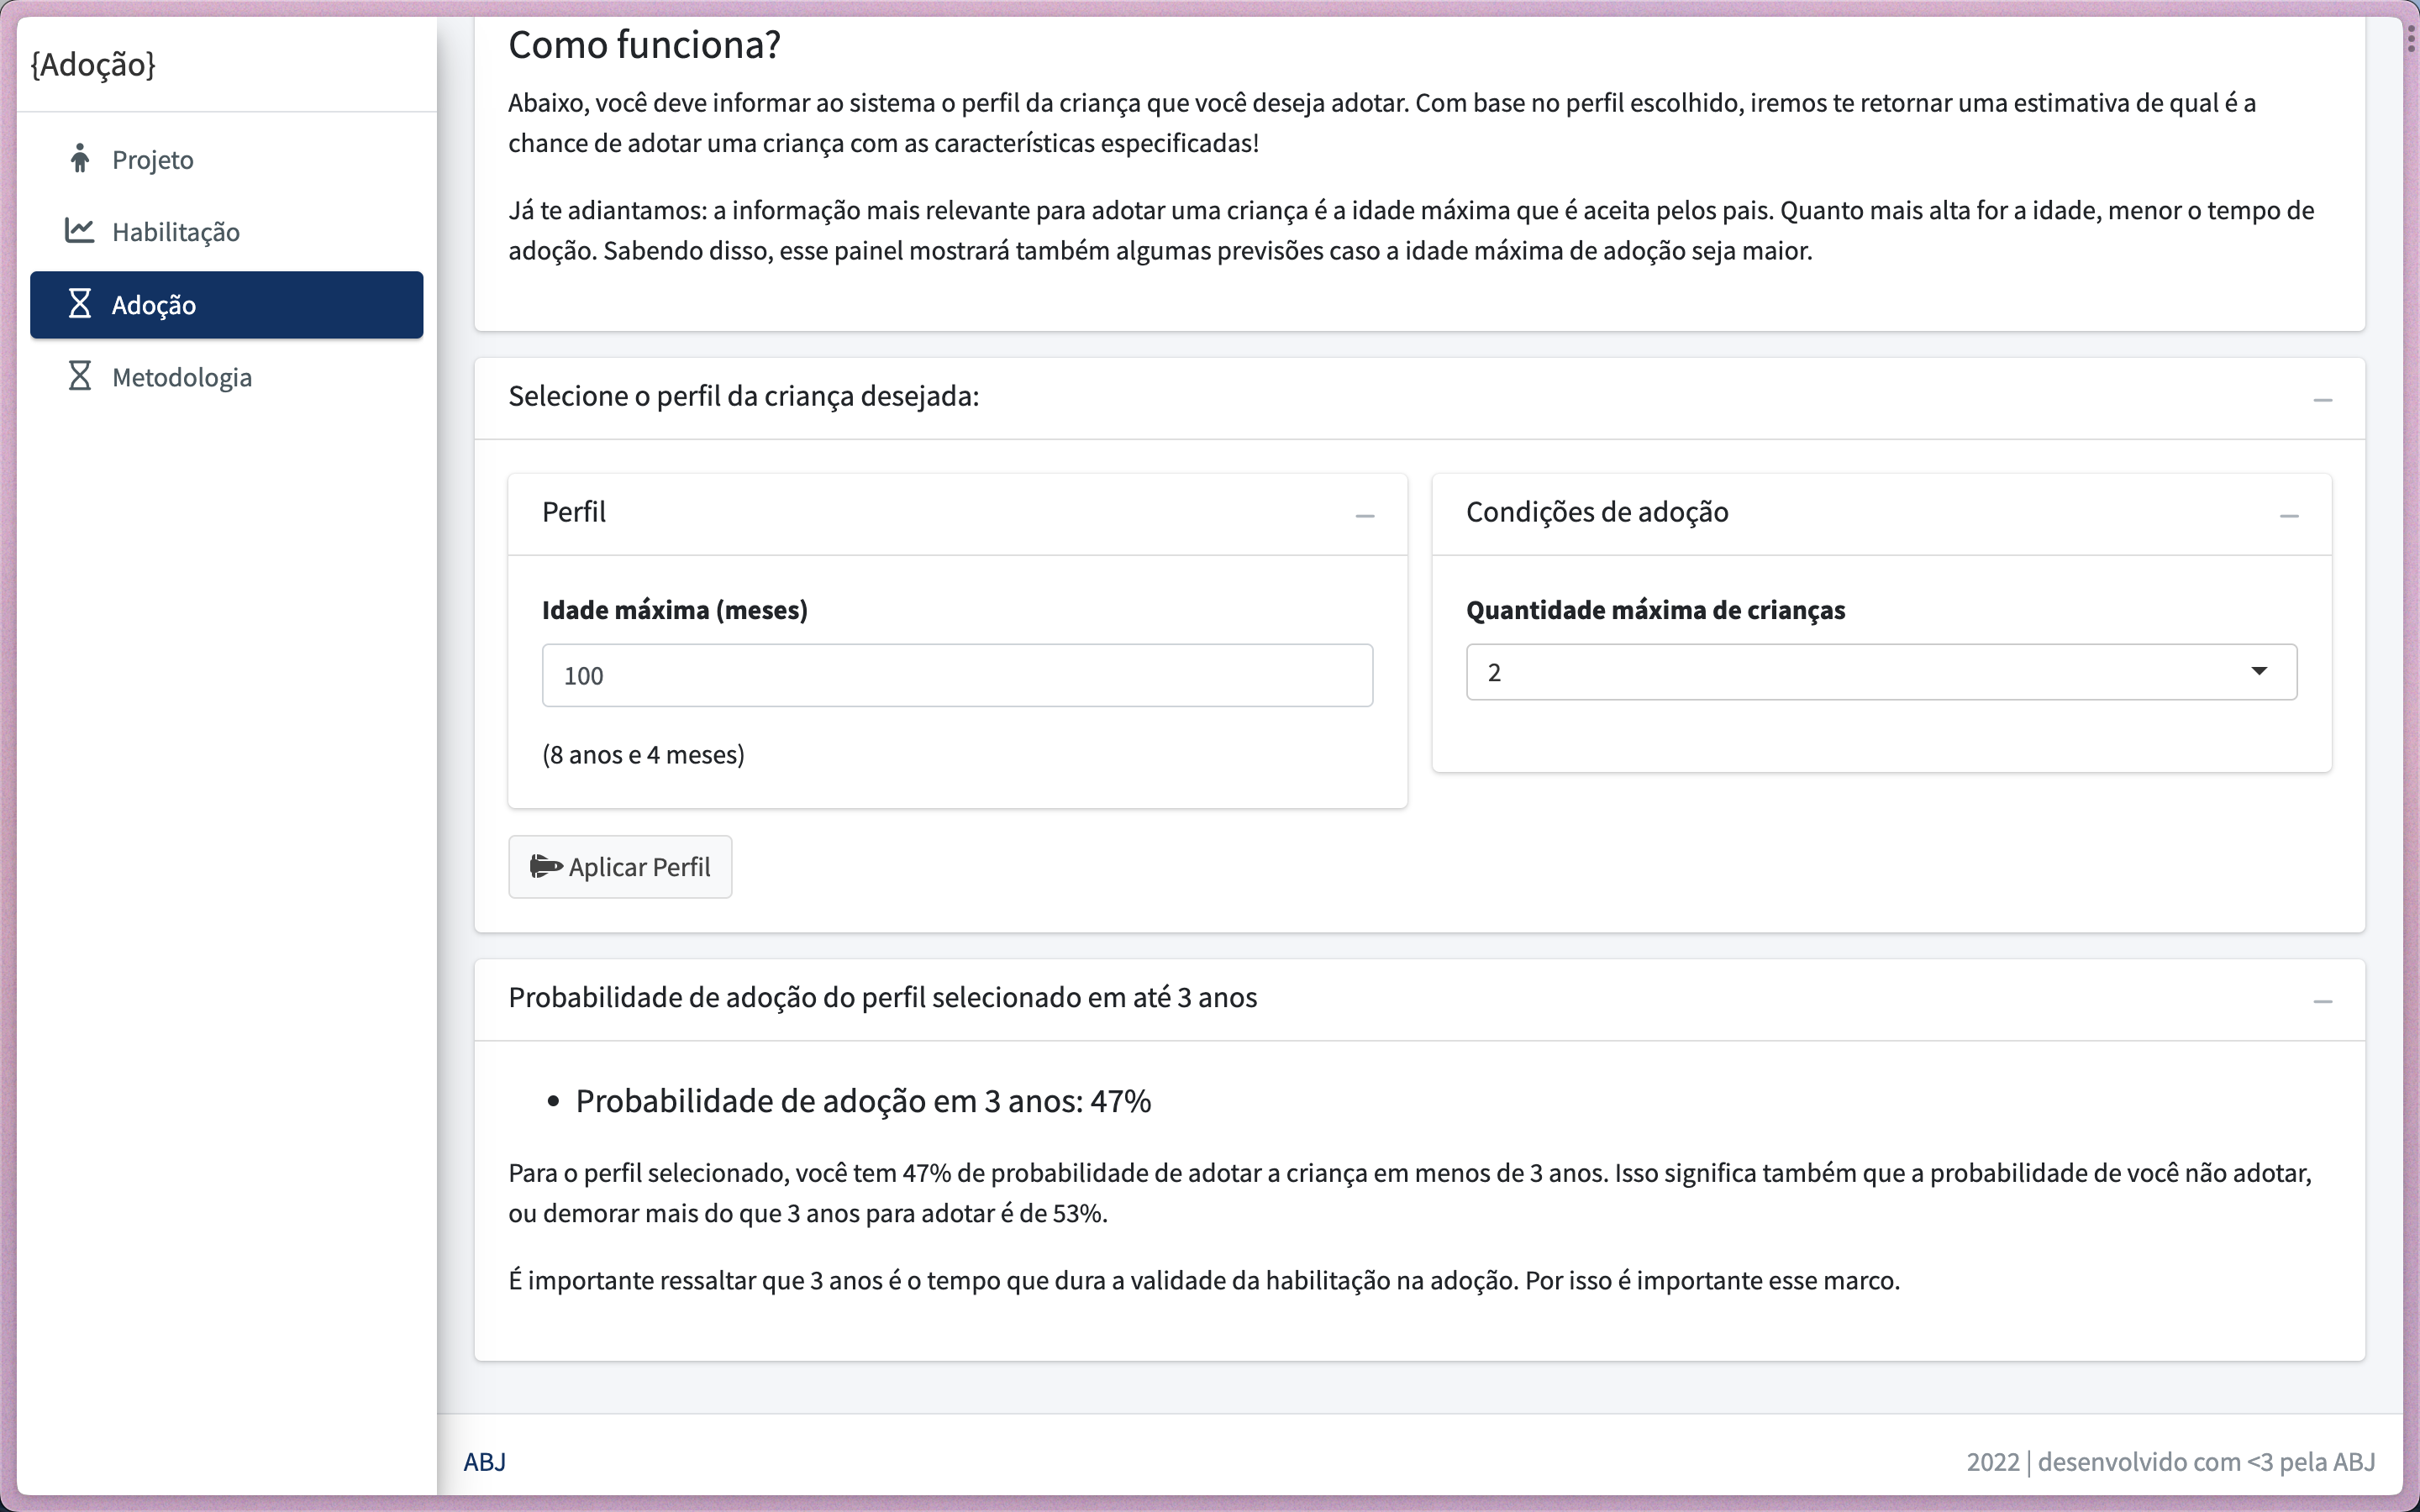 {Adoção}
Projeto
Habilitação
Adoção
Metodologia
Como funciona?
Abaixo, você deve informar ao sistema o perfil da criança que você deseja adotar. Com base no perfil escolhido, iremos te retornar uma estimativa de qual é a
chance de adotar uma criança com as características especificadas!
Já te adiantamos: a informação mais relevante para adotar uma criança é a idade máxima que é aceita pelos pais. Quanto mais alta for a idade, menor o tempo de
adoção. Sabendo disso, esse painel mostrará também algumas previsões caso a idade máxima de adoção seja maior.
Selecione o perfil da criança desejada:
Perfil
Idade máxima (meses)
100
(8 anos e 4 meses)
Condições de adoção
Quantidade máxima de crianças
2
Aplicar Perfil
Probabilidade de adoção do perfil selecionado em até 3 anos
• Probabilidade de adoção em 3 anos: 47%
Para o perfil selecionado, você tem 47% de probabilidade de adotar a criança em menos de 3 anos. Isso significa também que a probabilidade de você não adotar,
ou demorar mais do que 3 anos para adotar é de 53%.
É importante ressaltar que 3 anos é o tempo que dura a validade da habilitação na adoção. Por isso é importante esse marco.
ABJ
2022 | desenvolvido com <3 pela ABJ